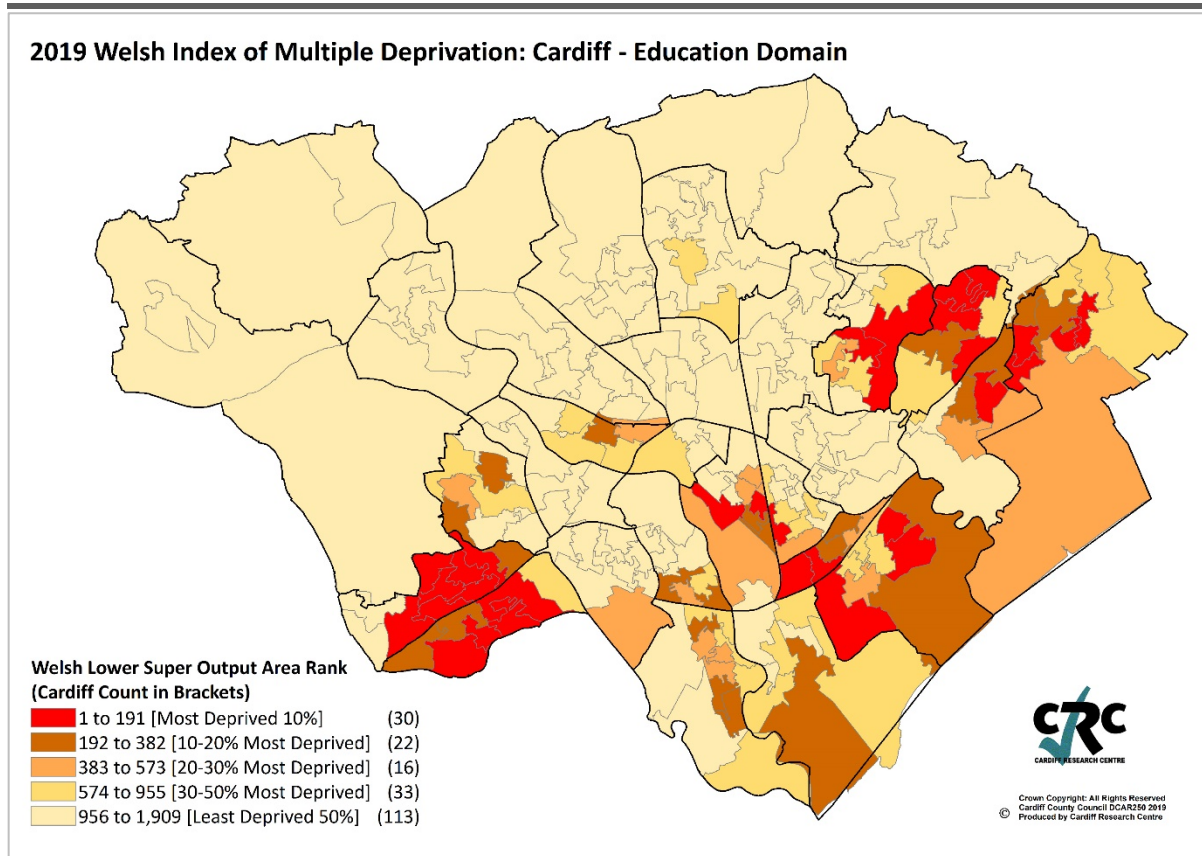 2019 Welsh Index of Multiple Deprivation: Cardiff - Education Domain
Welsh Lower Super Output Area Rank
(Cardiff Count in Brackets)
1 to 191 [Most Deprived 10%] (30)
192 to 382 [10-20% Most Deprived] (22)
383 to 573 [20-30% Most Deprived] (16)
574 to 955 [30-50% Most Deprived] (33)
956 to 1,909 [Least Deprived 50%] (113)
CRC
CARDIFF RESEARCH CENTRE
Crown Copyright: All Rights Reserved
Cardiff County Council DCAR250 2019
© Produced by Cardiff Research Centre